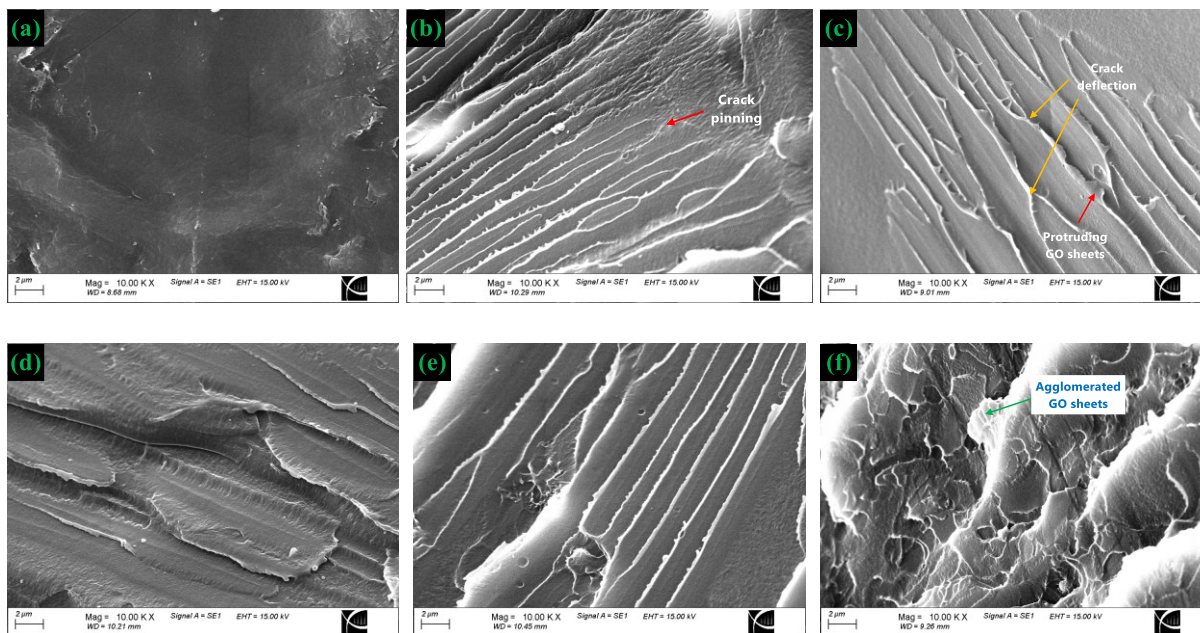 (a)
2 µm
Mag = 10.00 K X Signal A = SE1 EHT = 15.00 kV
WD = 8.68 mm
(b)
Crack
pinning
2 µm
Mag = 10.00 K X Signal A = SE1 EHT = 15.00 kV
WD = 10.29 mm
(c)
Crack
deflection
Protruding
GO sheets
2 µm
Mag = 10.00 K X Signal A = SE1 EHT = 15.00 kV
WD = 9.01 mm
(d)
2 µm
Mag = 10.00 K X Signal A = SE1 EHT = 15.00 kV
WD = 10.21 mm
(e)
2 µm
Mag = 10.00 K X Signal A = SE1 EHT = 15.00 kV
WD = 10.45 mm
(f)
Agglomerated
GO sheets
2 µm
Mag = 10.00 K X Signal A = SE1 EHT = 15.00 kV
WD = 9.26 mm